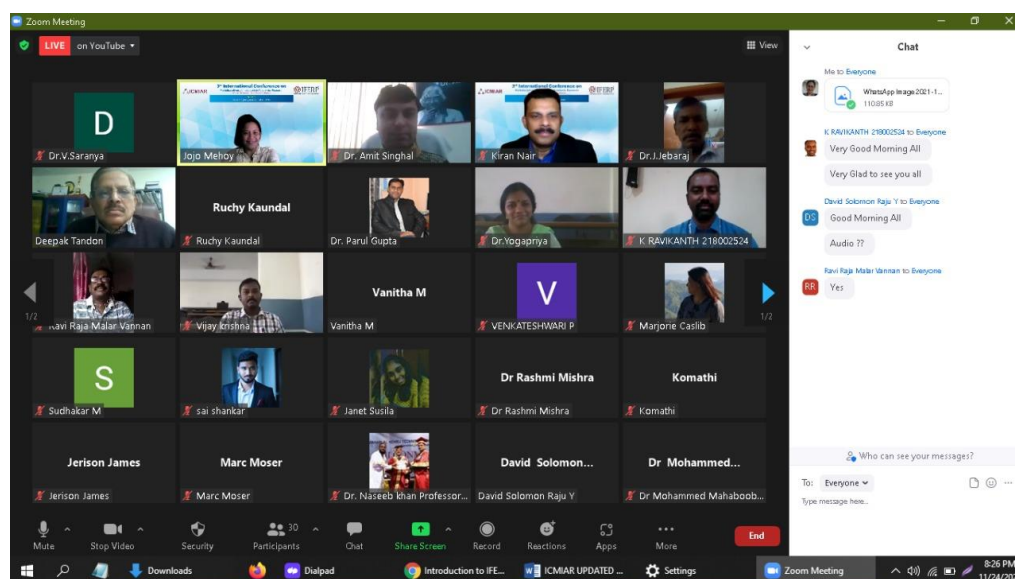 Zoom Meeting
LIVE on YouTube
View
D
Dr.V.Saranya
ICMIAR
IFERP
Jojo Mehoy
Dr. Amit Singhal
ICMIAR
IFERP
Kiran Nair
Dr.J.Jebaraj
Deepak Tandon
Ruchy Kaundal
Ruchy Kaundal
Dr. Parul Gupta
Dr.Yogapriya
K RAVIKANTH 218002524
1/2
Ravi Raja Malar Vannan
Vijay krishna
Vanitha M
Vanitha M
V
VENKATESHWARI P
Marjorie Caslib
1/2
S
Sudhakar M
sai shankar
Janet Susila
Dr Rashmi Mishra
Dr Rashmi Mishra
Komathi
Komathi
Jerison James
Jerison James
Marc Moser
Marc Moser
Dr. Naseeb khan Professor...
David Solomon...
David Solomon Raju Y
Dr Mohammed...
Dr Mohammed Mahaboob...
Mute
Stop Video
Security
30
Participants
Chat
Share Screen
Record
Reactions
Apps
More
End
Chat
Me to Everyone
WhatsApp Image 2021-1...
110.85 KB
K RAVIKANTH 218002524 to Everyone
Very Good Morning All
Very Glad to see you all
David Solomon Raju Y to Everyone
DS
Good Morning All
Audio ??
Ravi Raja Malar Vannan to Everyone
RR
Yes
Who can see your messages?
To: Everyone
Type message here...
Downloads
Dialpad
Introduction to IFE...
ICMIAR UPDATED ...
Settings
Zoom Meeting
8:26 PM